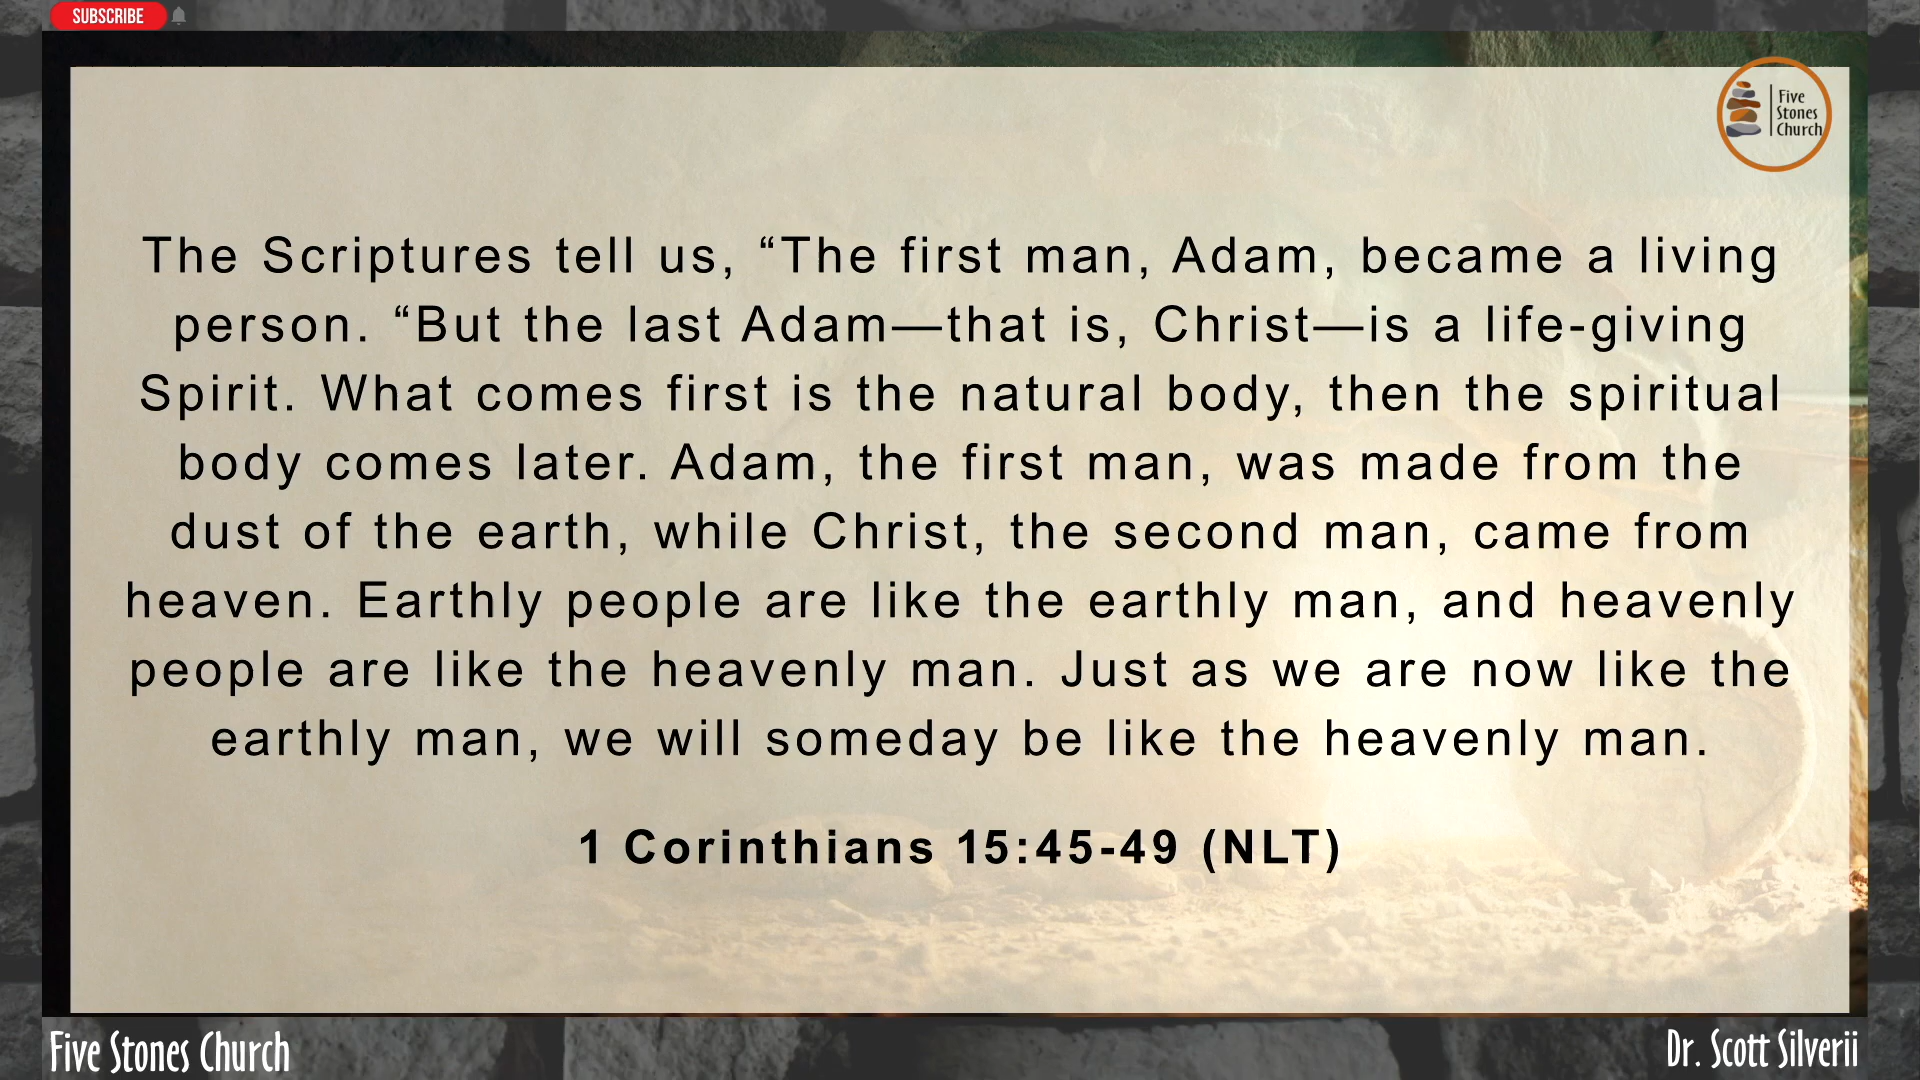 SUBSCRIBE
Five
Stones
Church
The Scriptures tell us, “The first man, Adam, became a living
person. “But the last Adam—that is, Christ—is a life-giving
Spirit. What comes first is the natural body, then the spiritual
body comes later. Adam, the first man, was made from the
dust of the earth, while Christ, the second man, came from
heaven. Earthly people are like the earthly man, and heavenly
people are like the heavenly man. Just as we are now like the
earthly man, we will someday be like the heavenly man.
1 Corinthians 15:45-49 (NLT)
Five Stones Church
Dr. Scott Silverii